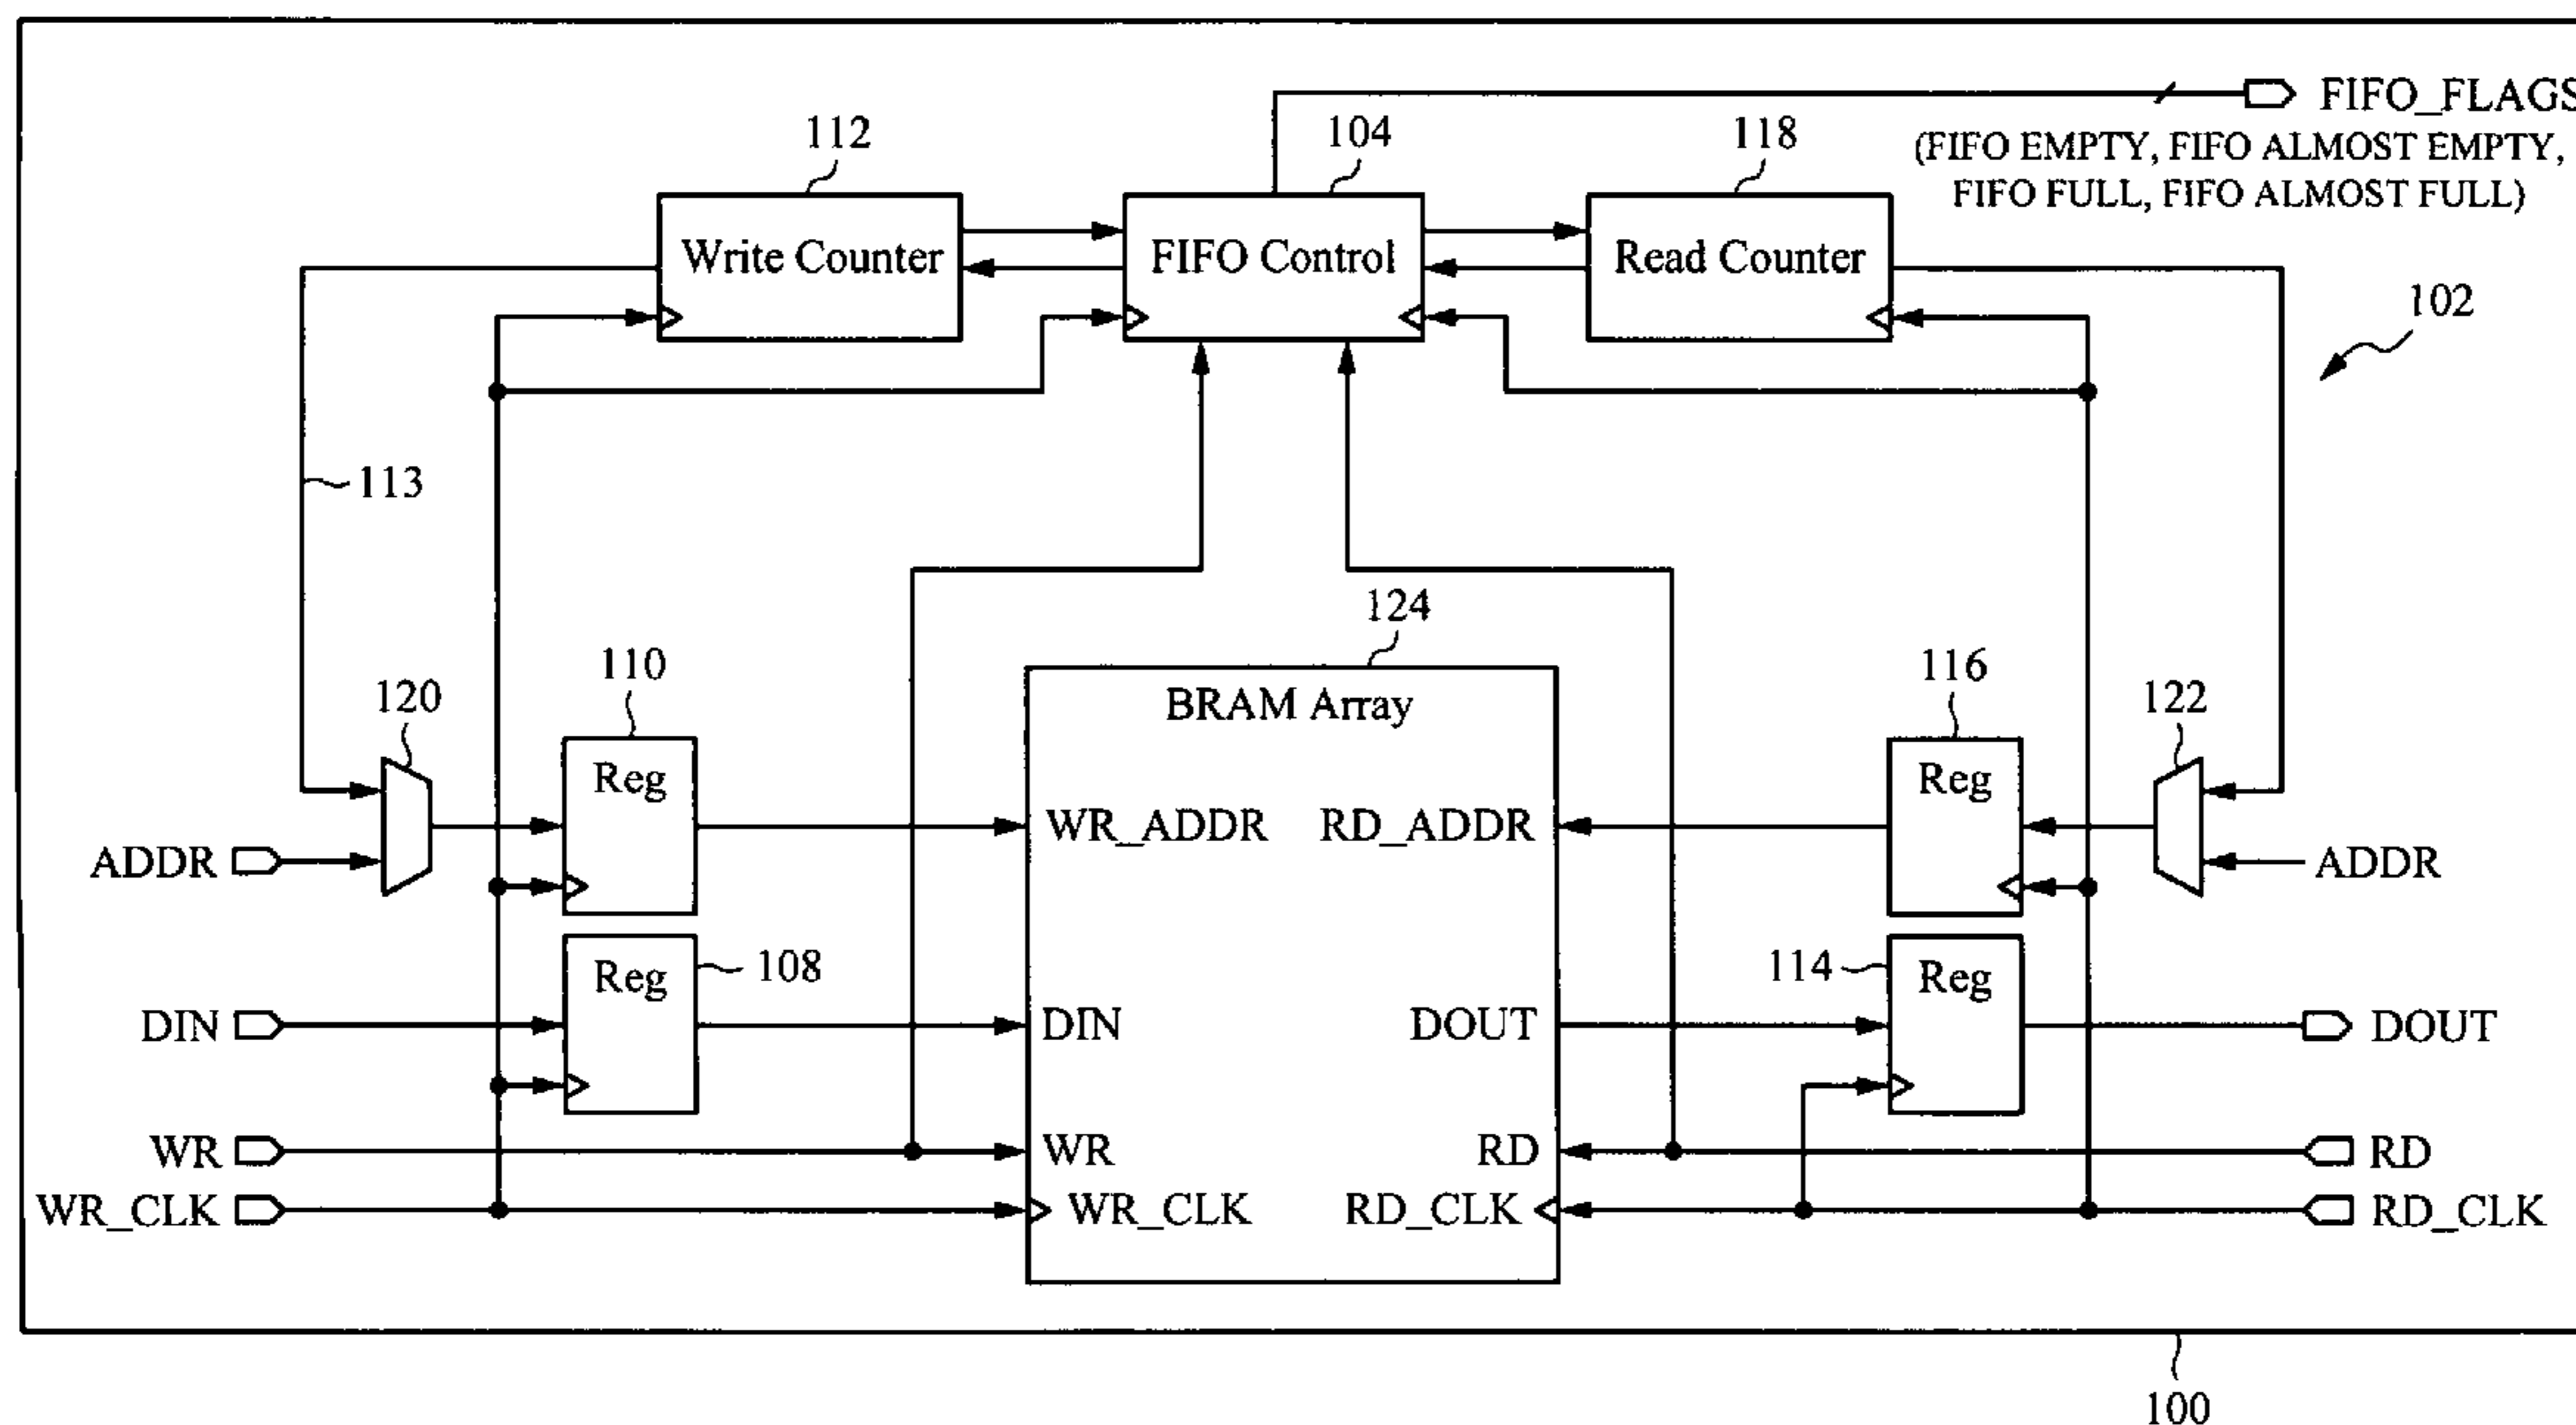 FIFO_FLAGS
(FIFO EMPTY, FIFO ALMOST EMPTY,
FIFO FULL, FIFO ALMOST FULL)
112
104
118
Write Counter
FIFO Control
Read Counter
102
113
124
110
116
120
122
BRAM Array
Reg
Reg
WR_ADDR
RD_ADDR
ADDR
ADDR
Reg
108
114
Reg
DIN
DIN
DOUT
DOUT
WR
WR
RD
RD
WR_CLK
WR_CLK
RD_CLK
RD_CLK
100